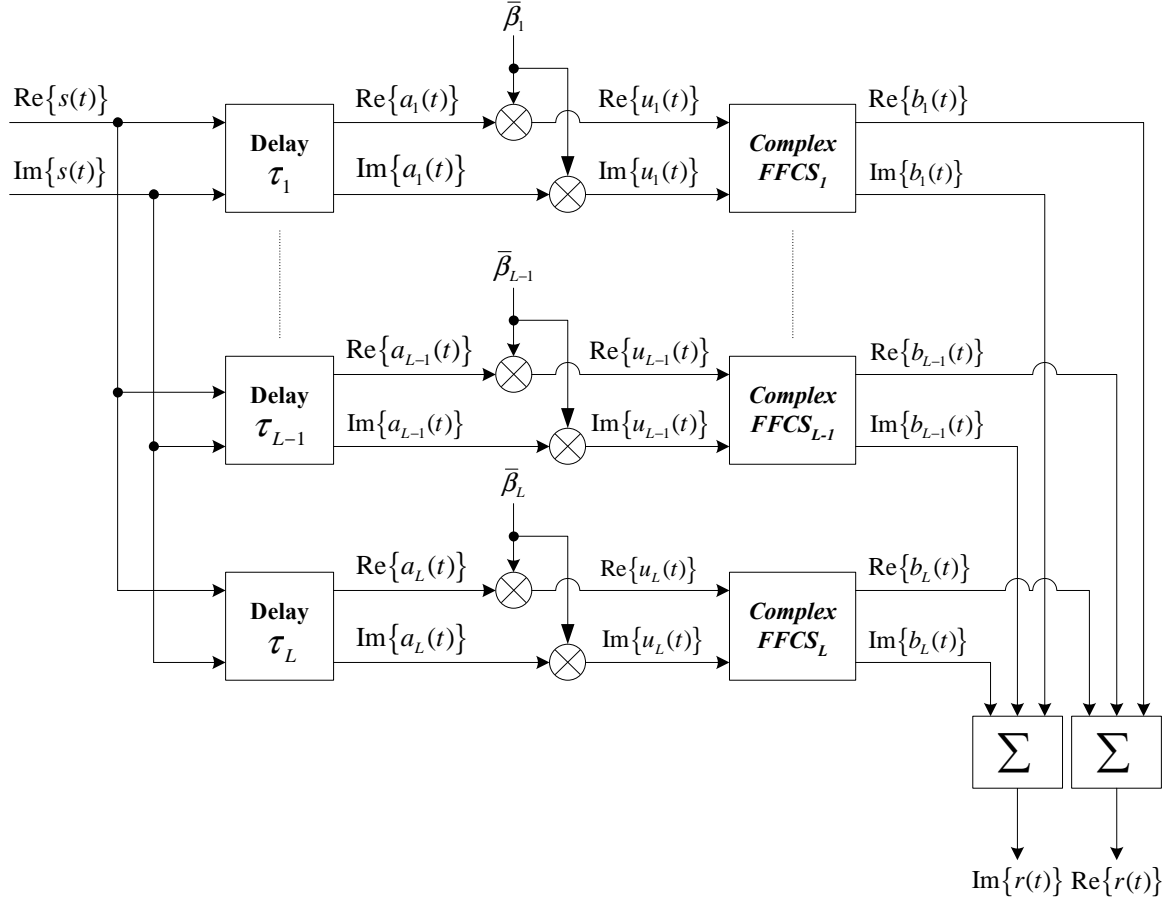 β̄₁
Re{s(t)}
Re{a₁(t)}
Re{u₁(t)}
Re{b₁(t)}
Delay
τ₁
Complex
FFCS₁
Im{s(t)}
Im{a₁(t)}
Im{u₁(t)}
Im{b₁(t)}
β̄_{L−1}
Re{a_{L−1}(t)}
Re{u_{L−1}(t)}
Re{b_{L−1}(t)}
Delay
τ_{L−1}
Complex
FFCS_{L-1}
Im{a_{L−1}(t)}
Im{u_{L−1}(t)}
Im{b_{L−1}(t)}
β̄_L
Re{a_L(t)}
Re{u_L(t)}
Re{b_L(t)}
Delay
τ_L
Complex
FFCS_L
Im{a_L(t)}
Im{u_L(t)}
Im{b_L(t)}
Σ
Σ
Im{r(t)}
Re{r(t)}